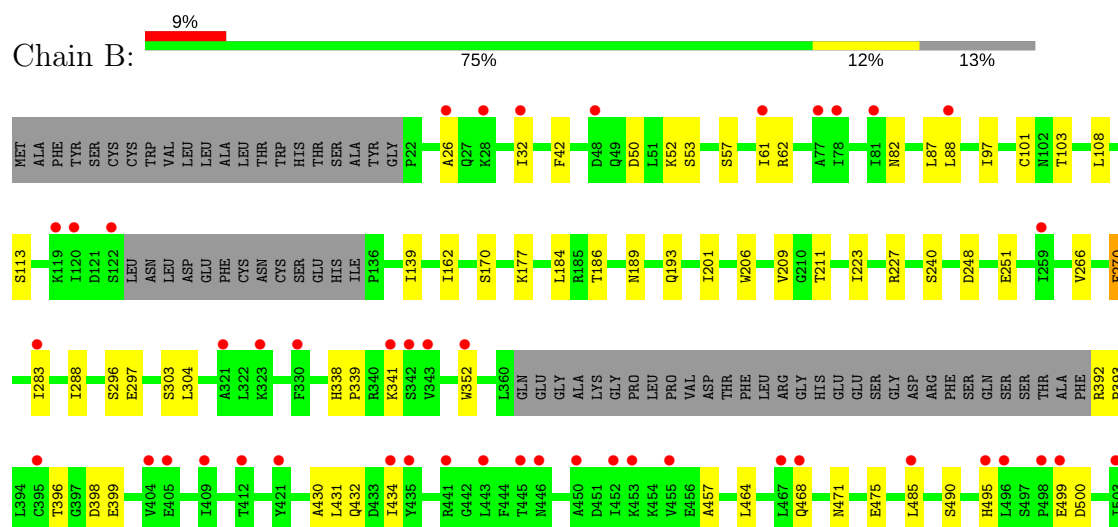 9%
Chain B:
75% 12% 13%
MET ALA PHE TYR SER CYS CYS TRP VAL LEU LEU ALA LEU THR TRP HIS THR SER ALA TYR GLY P22 A26 Q27 K28 I32 F42 D48 Q49 D50 L51 K52 S53 S57 I61 R62 A77 I78 I81 N82 L87 L88 I97 C101 N102 T103 L108
S113 K119 I120 D121 S122 LEU ASN LEU ASP GLU PHE CYS ASN CYS SER GLU HIS ILE P136 I139 I162 S170 K177 L184 R185 T186 N189 Q193 I201 W206 V209 G210 T211 I223 R227 S240 D248 E251 I259 V266
I283 I288 S296 E297 S303 L304 A321 L322 K323 F330 H338 P339 R340 K341 S342 V343 W352 L360 GLN GLU GLY ALA LYS GLY PRO LEU PRO VAL ASP THR PHE LEU ARG GLY HIS GLU GLU SER GLY ASP ARG PHE SER GLN SER SER THR ALA PHE R392
L394 C395 T396 G397 D398 E399 V404 E405 I409 T412 Y421 A430 L431 Q432 D433 I434 Y435 R441 G442 L443 F444 T445 N446 A450 D451 I452 K453 K454 V455 E456 A457 L464 L467 Q468 N471 E475 L485 S490 R495 L496 S497 P498 E499 D500